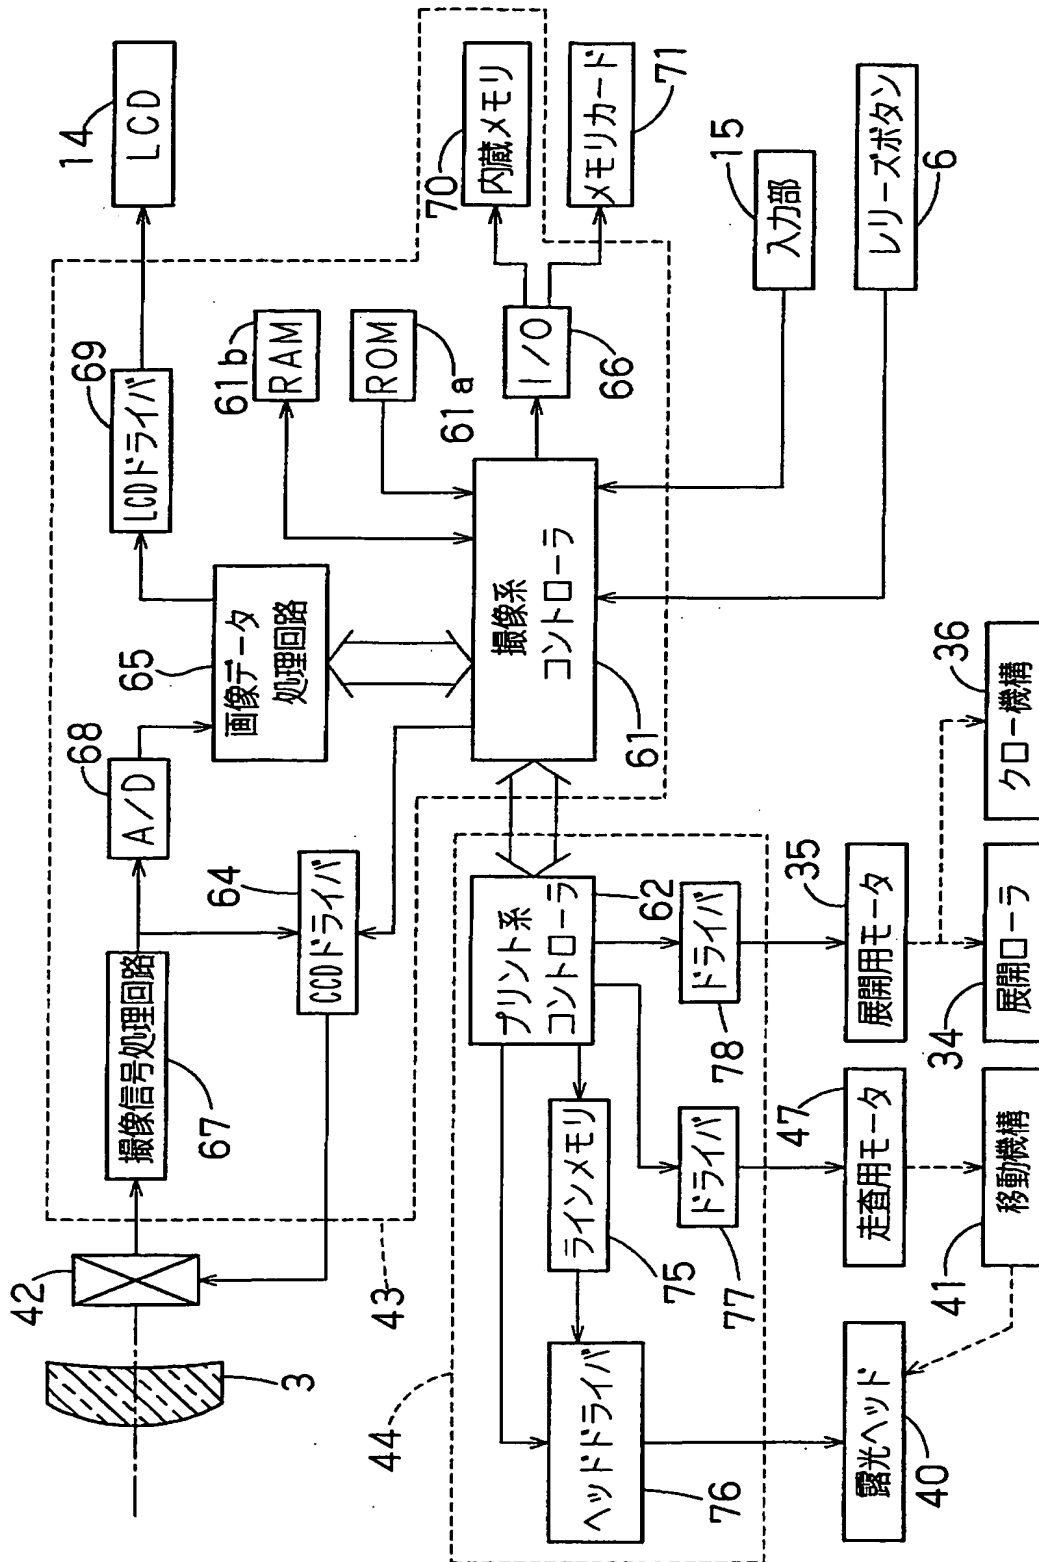 3
42
撮像信号処理回路
67
A/D
68
画像データ
処理回路
65
LCDドライバ
69
LCD
14
CCDドライバ
64
43
RAM
61b
ROM
61a
撮像系
コントローラ
61
I/O
66
内蔵メモリ
70
メモリカード
71
入力部
15
レリーズボタン
6
44
プリント系
コントローラ
62
ラインメモリ
75
ヘッドドライバ
76
ドライバ
77
ドライバ
78
露光ヘッド
40
走査用モータ
47
移動機構
41
展開用モータ
35
展開ローラ
34
クロー機構
36